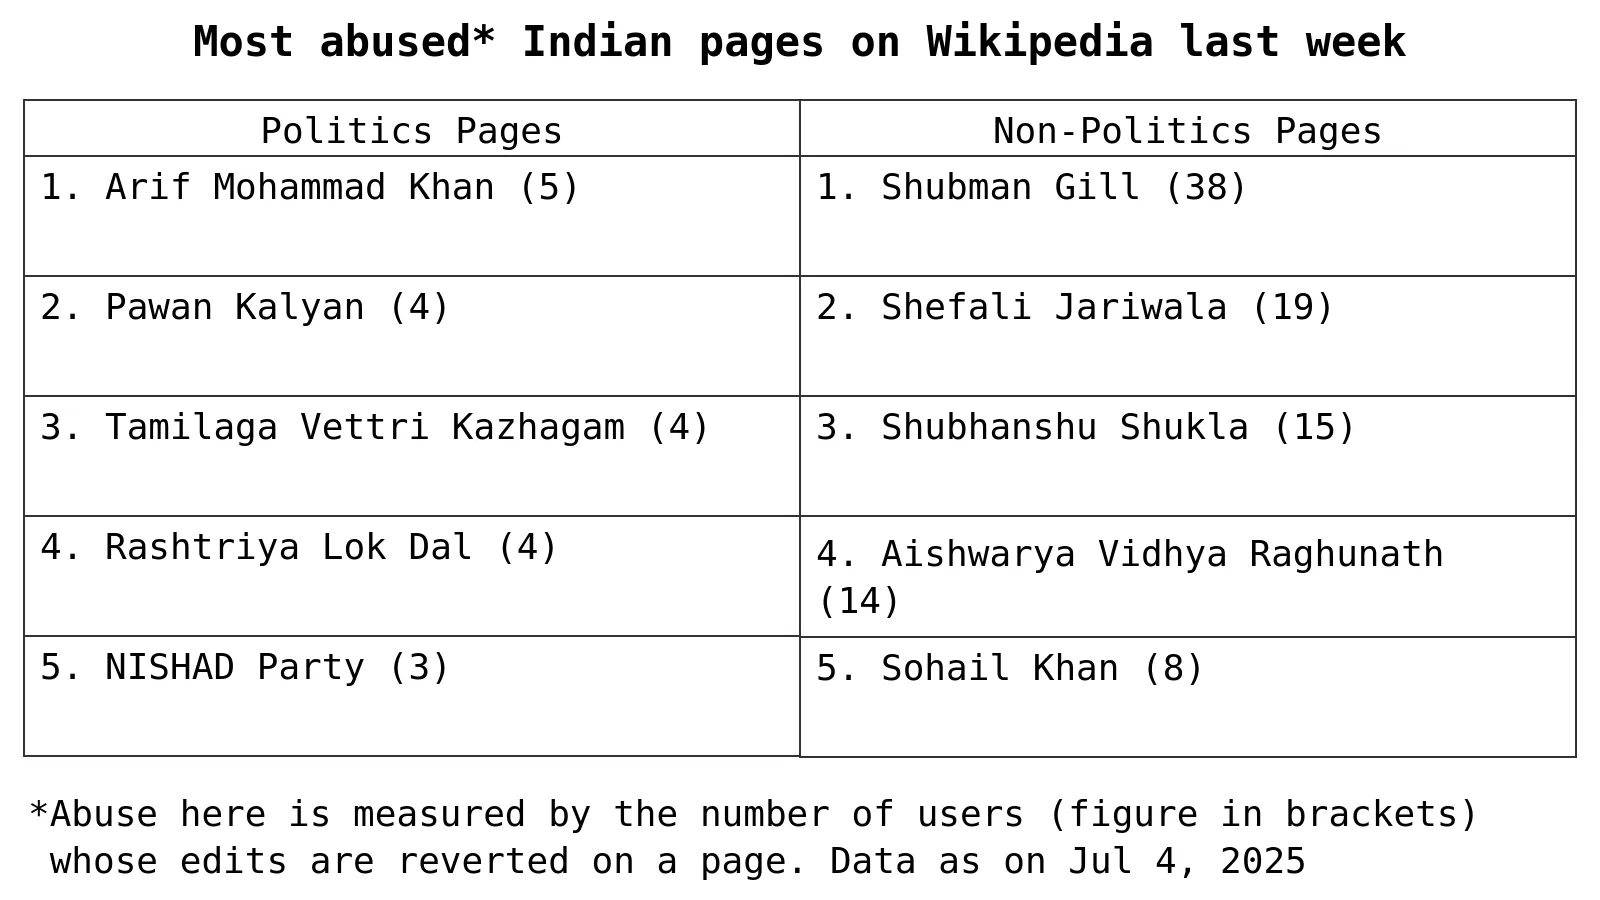 Most abused* Indian pages on Wikipedia last week
Politics Pages
Non-Politics Pages
1. Arif Mohammad Khan (5)
1. Shubman Gill (38)
2. Pawan Kalyan (4)
2. Shefali Jariwala (19)
3. Tamilaga Vettri Kazhagam (4)
3. Shubhanshu Shukla (15)
4. Rashtriya Lok Dal (4)
4. Aishwarya Vidhya Raghunath
(14)
5. NISHAD Party (3)
5. Sohail Khan (8)
*Abuse here is measured by the number of users (figure in brackets)
whose edits are reverted on a page. Data as on Jul 4, 2025